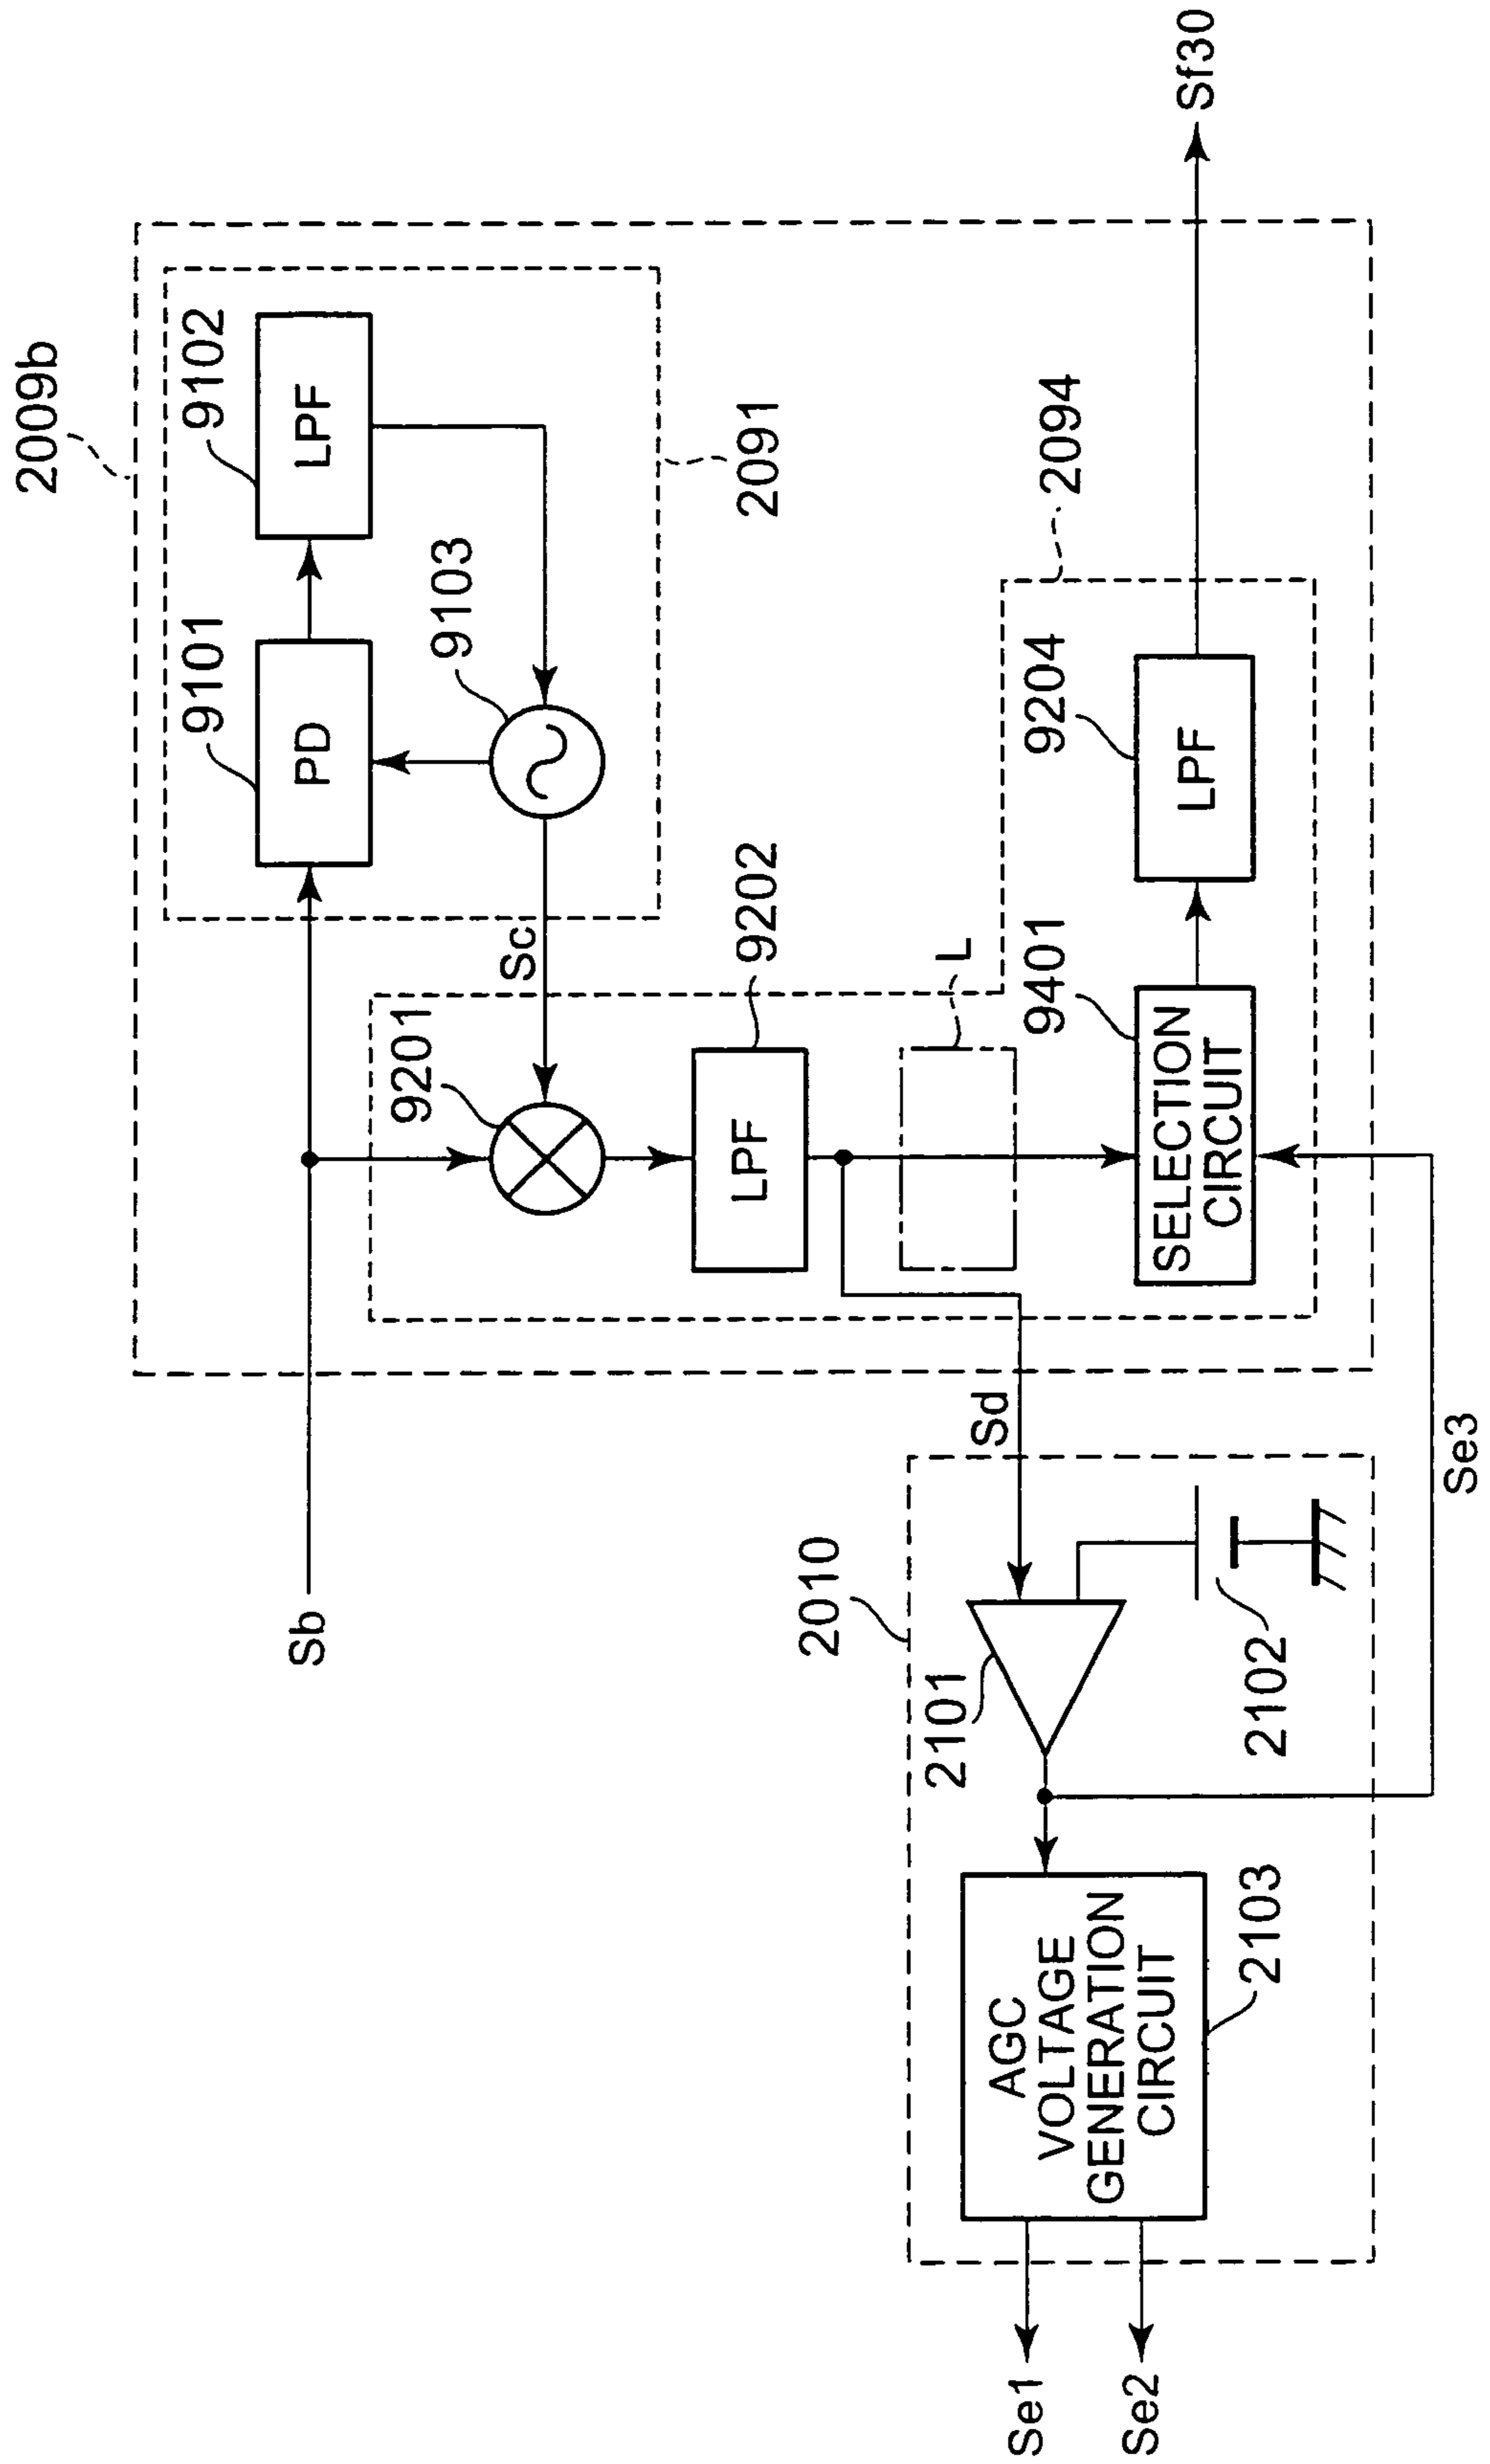 2009b
9101
9102
PD
LPF
9103
2091
Sb
Sc
9201
9202
LPF
L
2094
9401
SELECTION
CIRCUIT
9204
LPF
Sf30
Sd
2010
2101
2102
AGC
VOLTAGE
GENERATION
CIRCUIT
2103
Se1
Se2
Se3